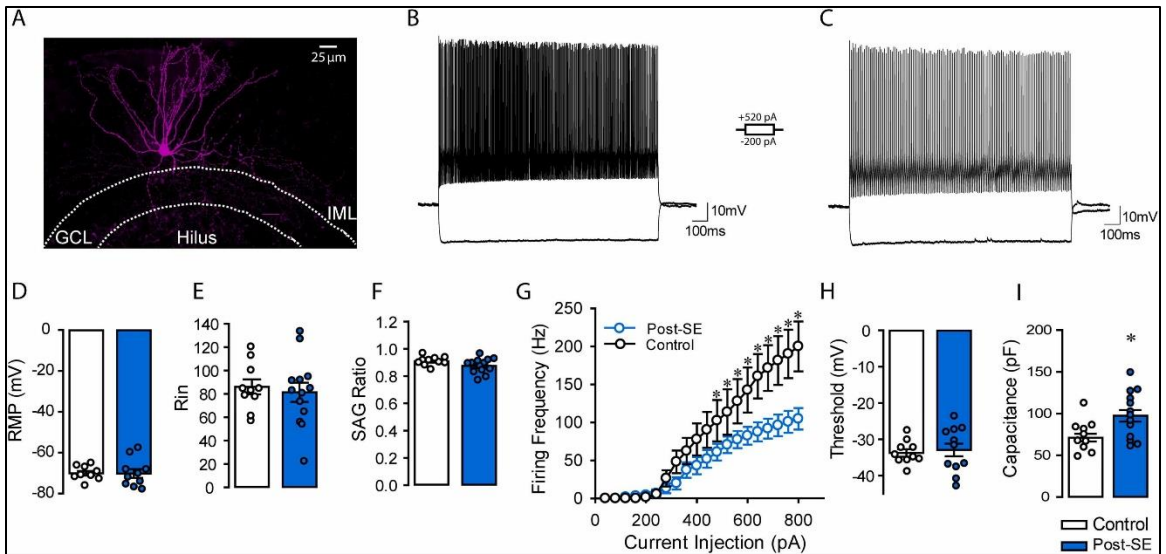 A
25µm
IML
GCL
Hilus
B
10mV
100ms
+520 pA
-200 pA
C
10mV
100ms
D
RMP (mV)
0
-20
-40
-60
-80
E
Rin
140
120
100
80
60
40
20
0
F
SAG Ratio
1.2
1.0
0.8
0.6
0.4
0.2
0.0
G
Firing Frequency (Hz)
250
200
150
100
50
0
Post-SE
Control
* * * * * * * * *
0 200 400 600 800
Current Injection (pA)
H
Threshold (mV)
0
-10
-20
-30
-40
I
Capacitance (pF)
200
150
100
50
0
*
Control
Post-SE